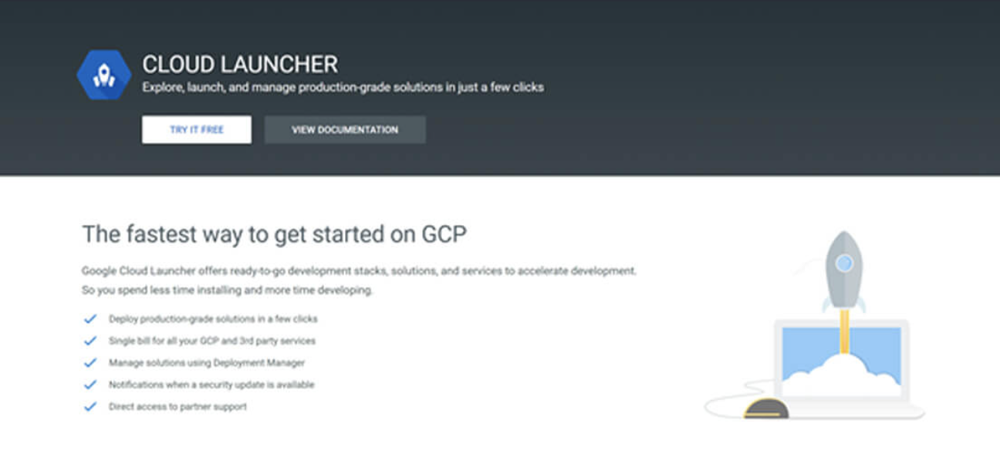 CLOUD LAUNCHER
Explore, launch, and manage production-grade solutions in just a few clicks
TRY IT FREE
VIEW DOCUMENTATION
The fastest way to get started on GCP
Google Cloud Launcher offers ready-to-go development stacks, solutions, and services to accelerate development.
So you spend less time installing and more time developing.
Deploy production-grade solutions in a few clicks
Single bill for all your GCP and 3rd party services
Manage solutions using Deployment Manager
Notifications when a security update is available
Direct access to partner support